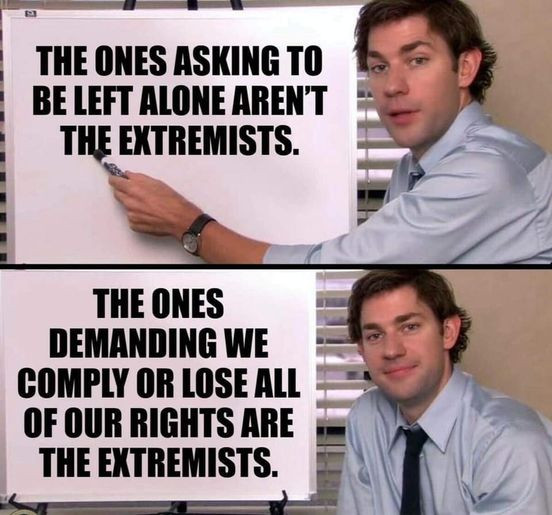 THE ONES ASKING TO
BE LEFT ALONE AREN'T
THE EXTREMISTS.
THE ONES
DEMANDING WE
COMPLY OR LOSE ALL
OF OUR RIGHTS ARE
THE EXTREMISTS.